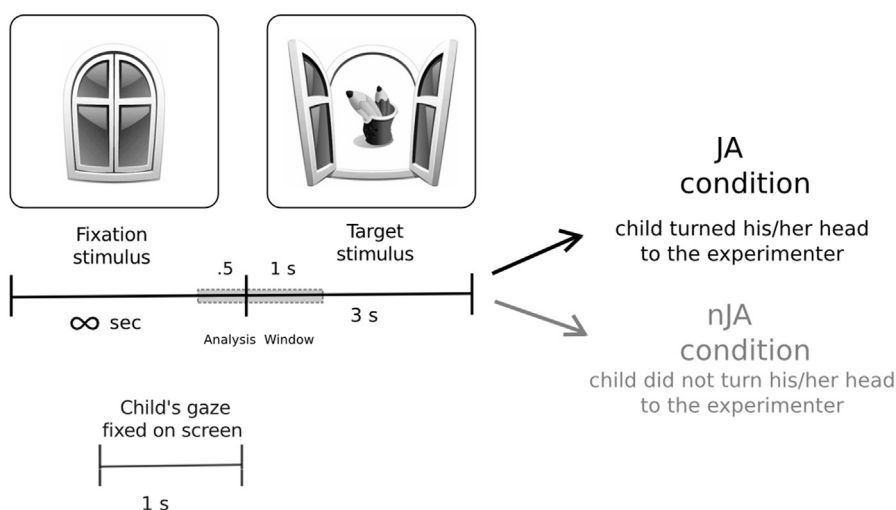 Fixation
stimulus
Target
stimulus
.5
1 s
∞ sec
3 s
Analysis Window
Child's gaze
fixed on screen
1 s
JA
condition
child turned his/her head
to the experimenter
nJA
condition
child did not turn his/her head
to the experimenter